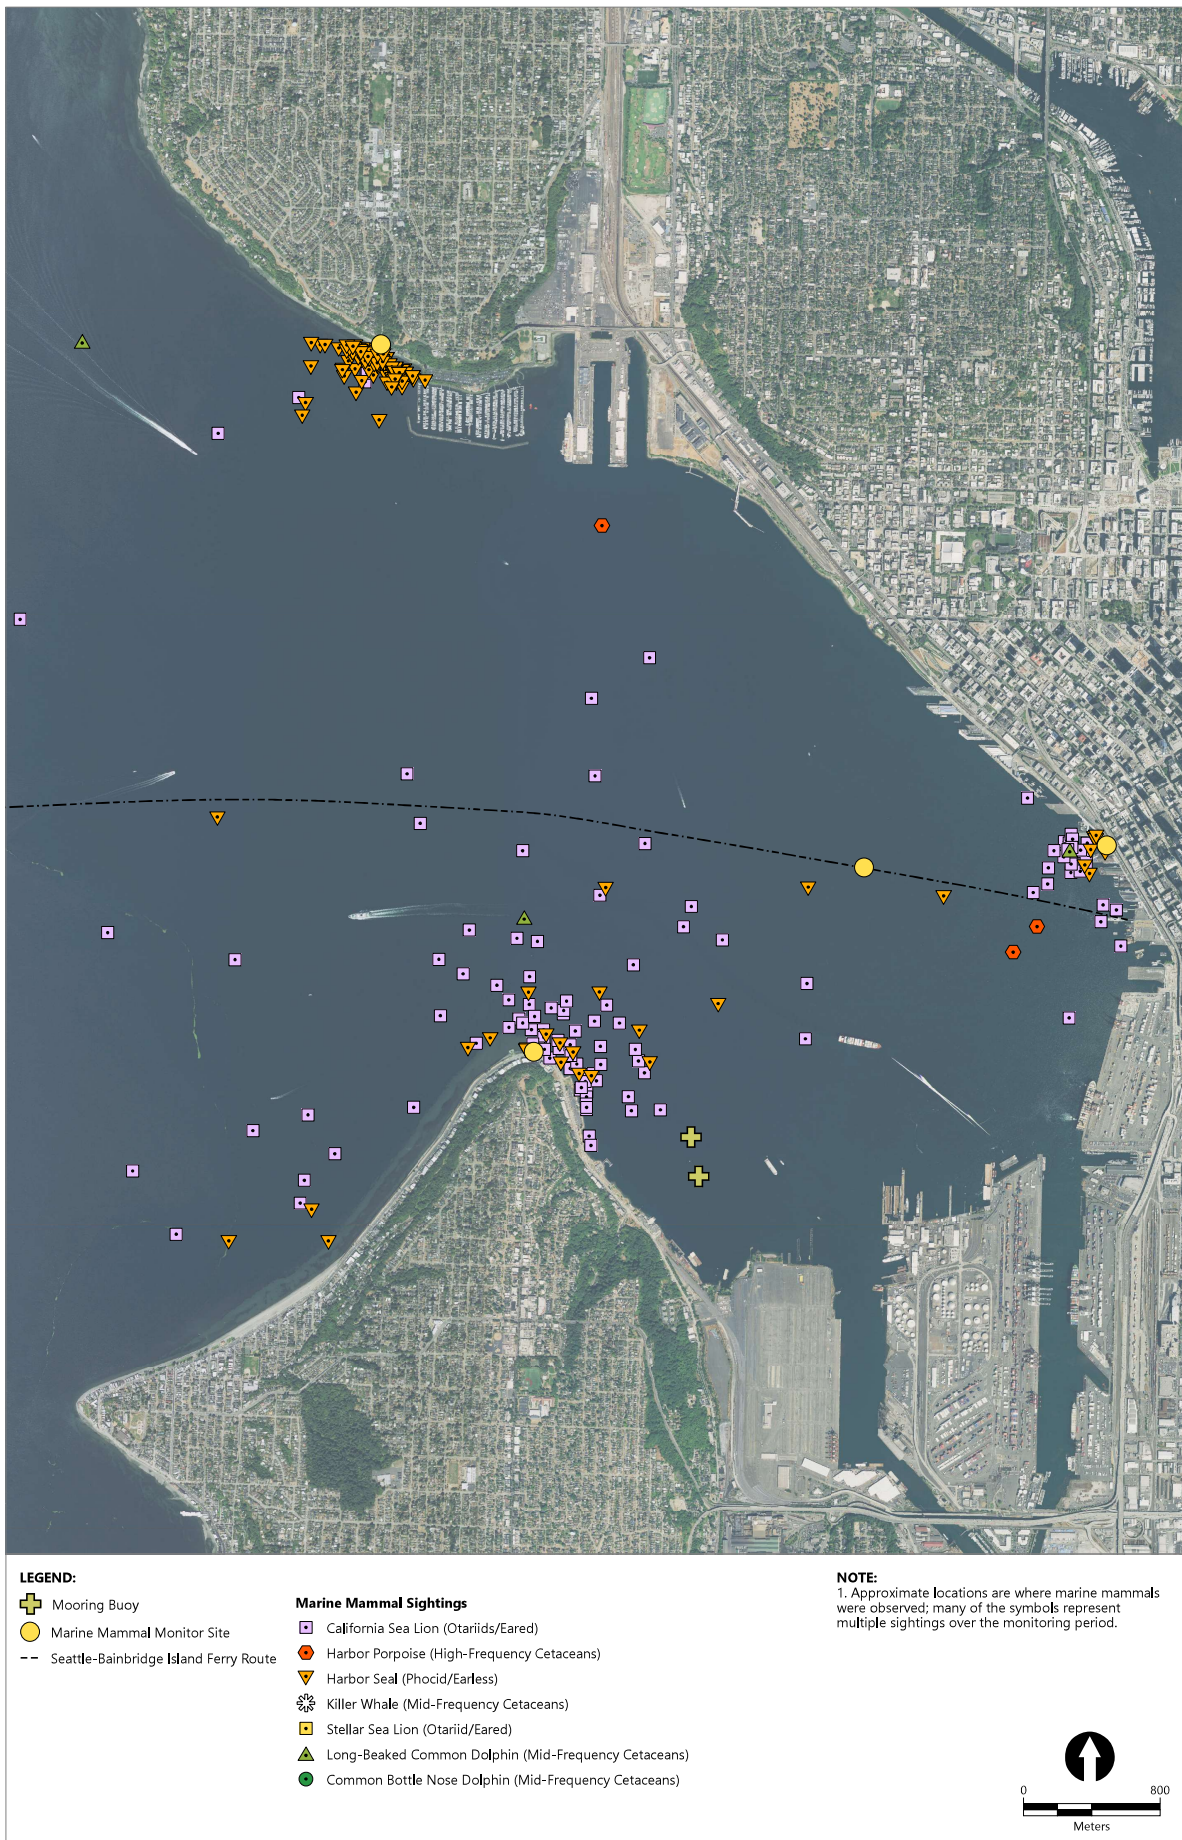 LEGEND:
Mooring Buoy
Marine Mammal Monitor Site
Seattle-Bainbridge Island Ferry Route
Marine Mammal Sightings
California Sea Lion (Otariids/Eared)
Harbor Porpoise (High-Frequency Cetaceans)
Harbor Seal (Phocid/Earless)
Killer Whale (Mid-Frequency Cetaceans)
Stellar Sea Lion (Otariid/Eared)
Long-Beaked Common Dolphin (Mid-Frequency Cetaceans)
Common Bottle Nose Dolphin (Mid-Frequency Cetaceans)
NOTE:
1. Approximate locations are where marine mammals
were observed; many of the symbols represent
multiple sightings over the monitoring period.
0 800
Meters